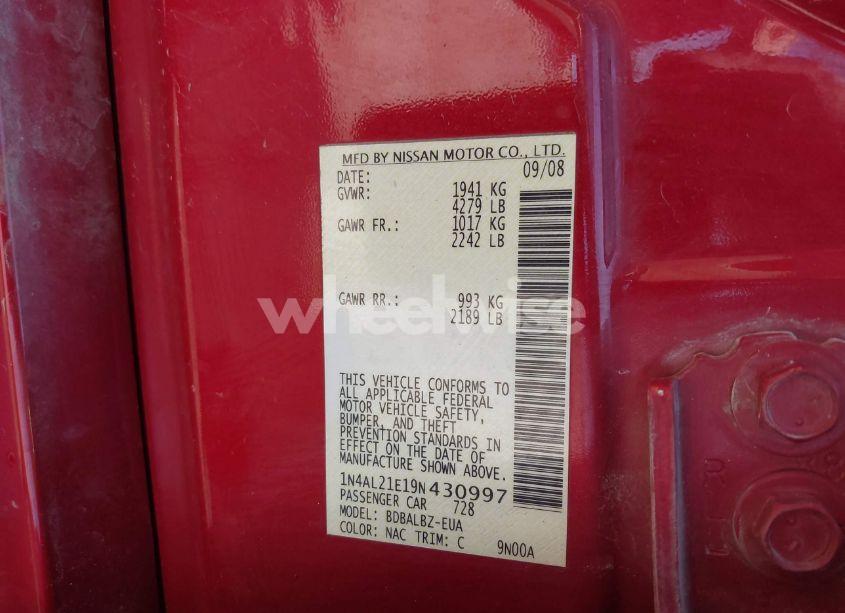 MFD BY NISSAN MOTOR CO., LTD.
DATE: 09/08
GVWR: 1941 KG
4279 LB
GAWR FR.: 1017 KG
2242 LB
GAWR RR.: 993 KG
2189 LB
wheelwise
THIS VEHICLE CONFORMS TO
ALL APPLICABLE FEDERAL
MOTOR VEHICLE SAFETY,
BUMPER, AND THEFT
PREVENTION STANDARDS IN
EFFECT ON THE DATE OF
MANUFACTURE SHOWN ABOVE.
1N4AL21E19N430997
PASSENGER CAR 728
MODEL: BDBALBZ-EUA
COLOR: NAC TRIM: C 9N00A